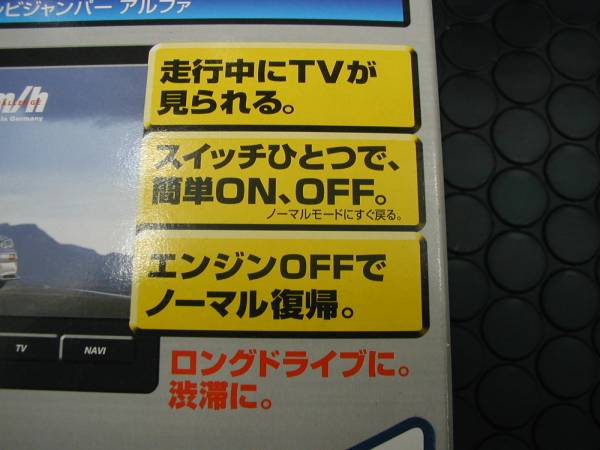 ビジャンパー アルファ
走行中にTVが
見られる。
スイッチひとつで、
簡単ON、OFF。
ノーマルモードにすぐ戻る。
エンジンOFFで
ノーマル復帰。
m/h
in Germany
TV
NAVI
ロングドライブに。
渋滞に。